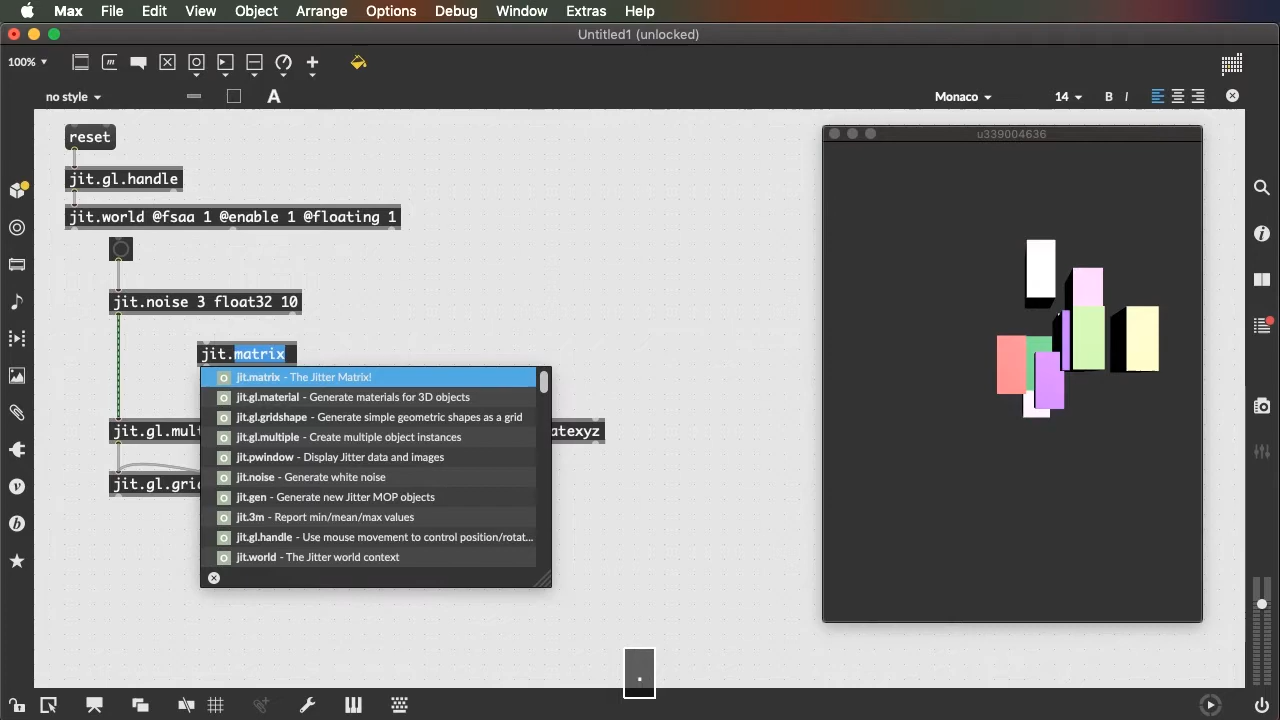 Max File Edit View Object Arrange Options Debug Window Extras Help
Untitled1 (unlocked)
100%
no style
A
Monaco
14
B I
reset
jit.gl.handle
jit.world @fsaa 1 @enable 1 @floating 1
jit.noise 3 float32 10
jit.matrix
jit.matrix - The Jitter Matrix!
jit.gl.material - Generate materials for 3D objects
jit.gl.gridshape - Generate simple geometric shapes as a grid
jit.gl.multiple - Create multiple object instances
jit.pwindow - Display Jitter data and images
jit.noise - Generate white noise
jit.gen - Generate new Jitter MOP objects
jit.3m - Report min/mean/max values
jit.gl.handle - Use mouse movement to control position/rotat...
jit.world - The Jitter world context
jit.gl.mult
atexyz
jit.gl.gri
u339004636
.